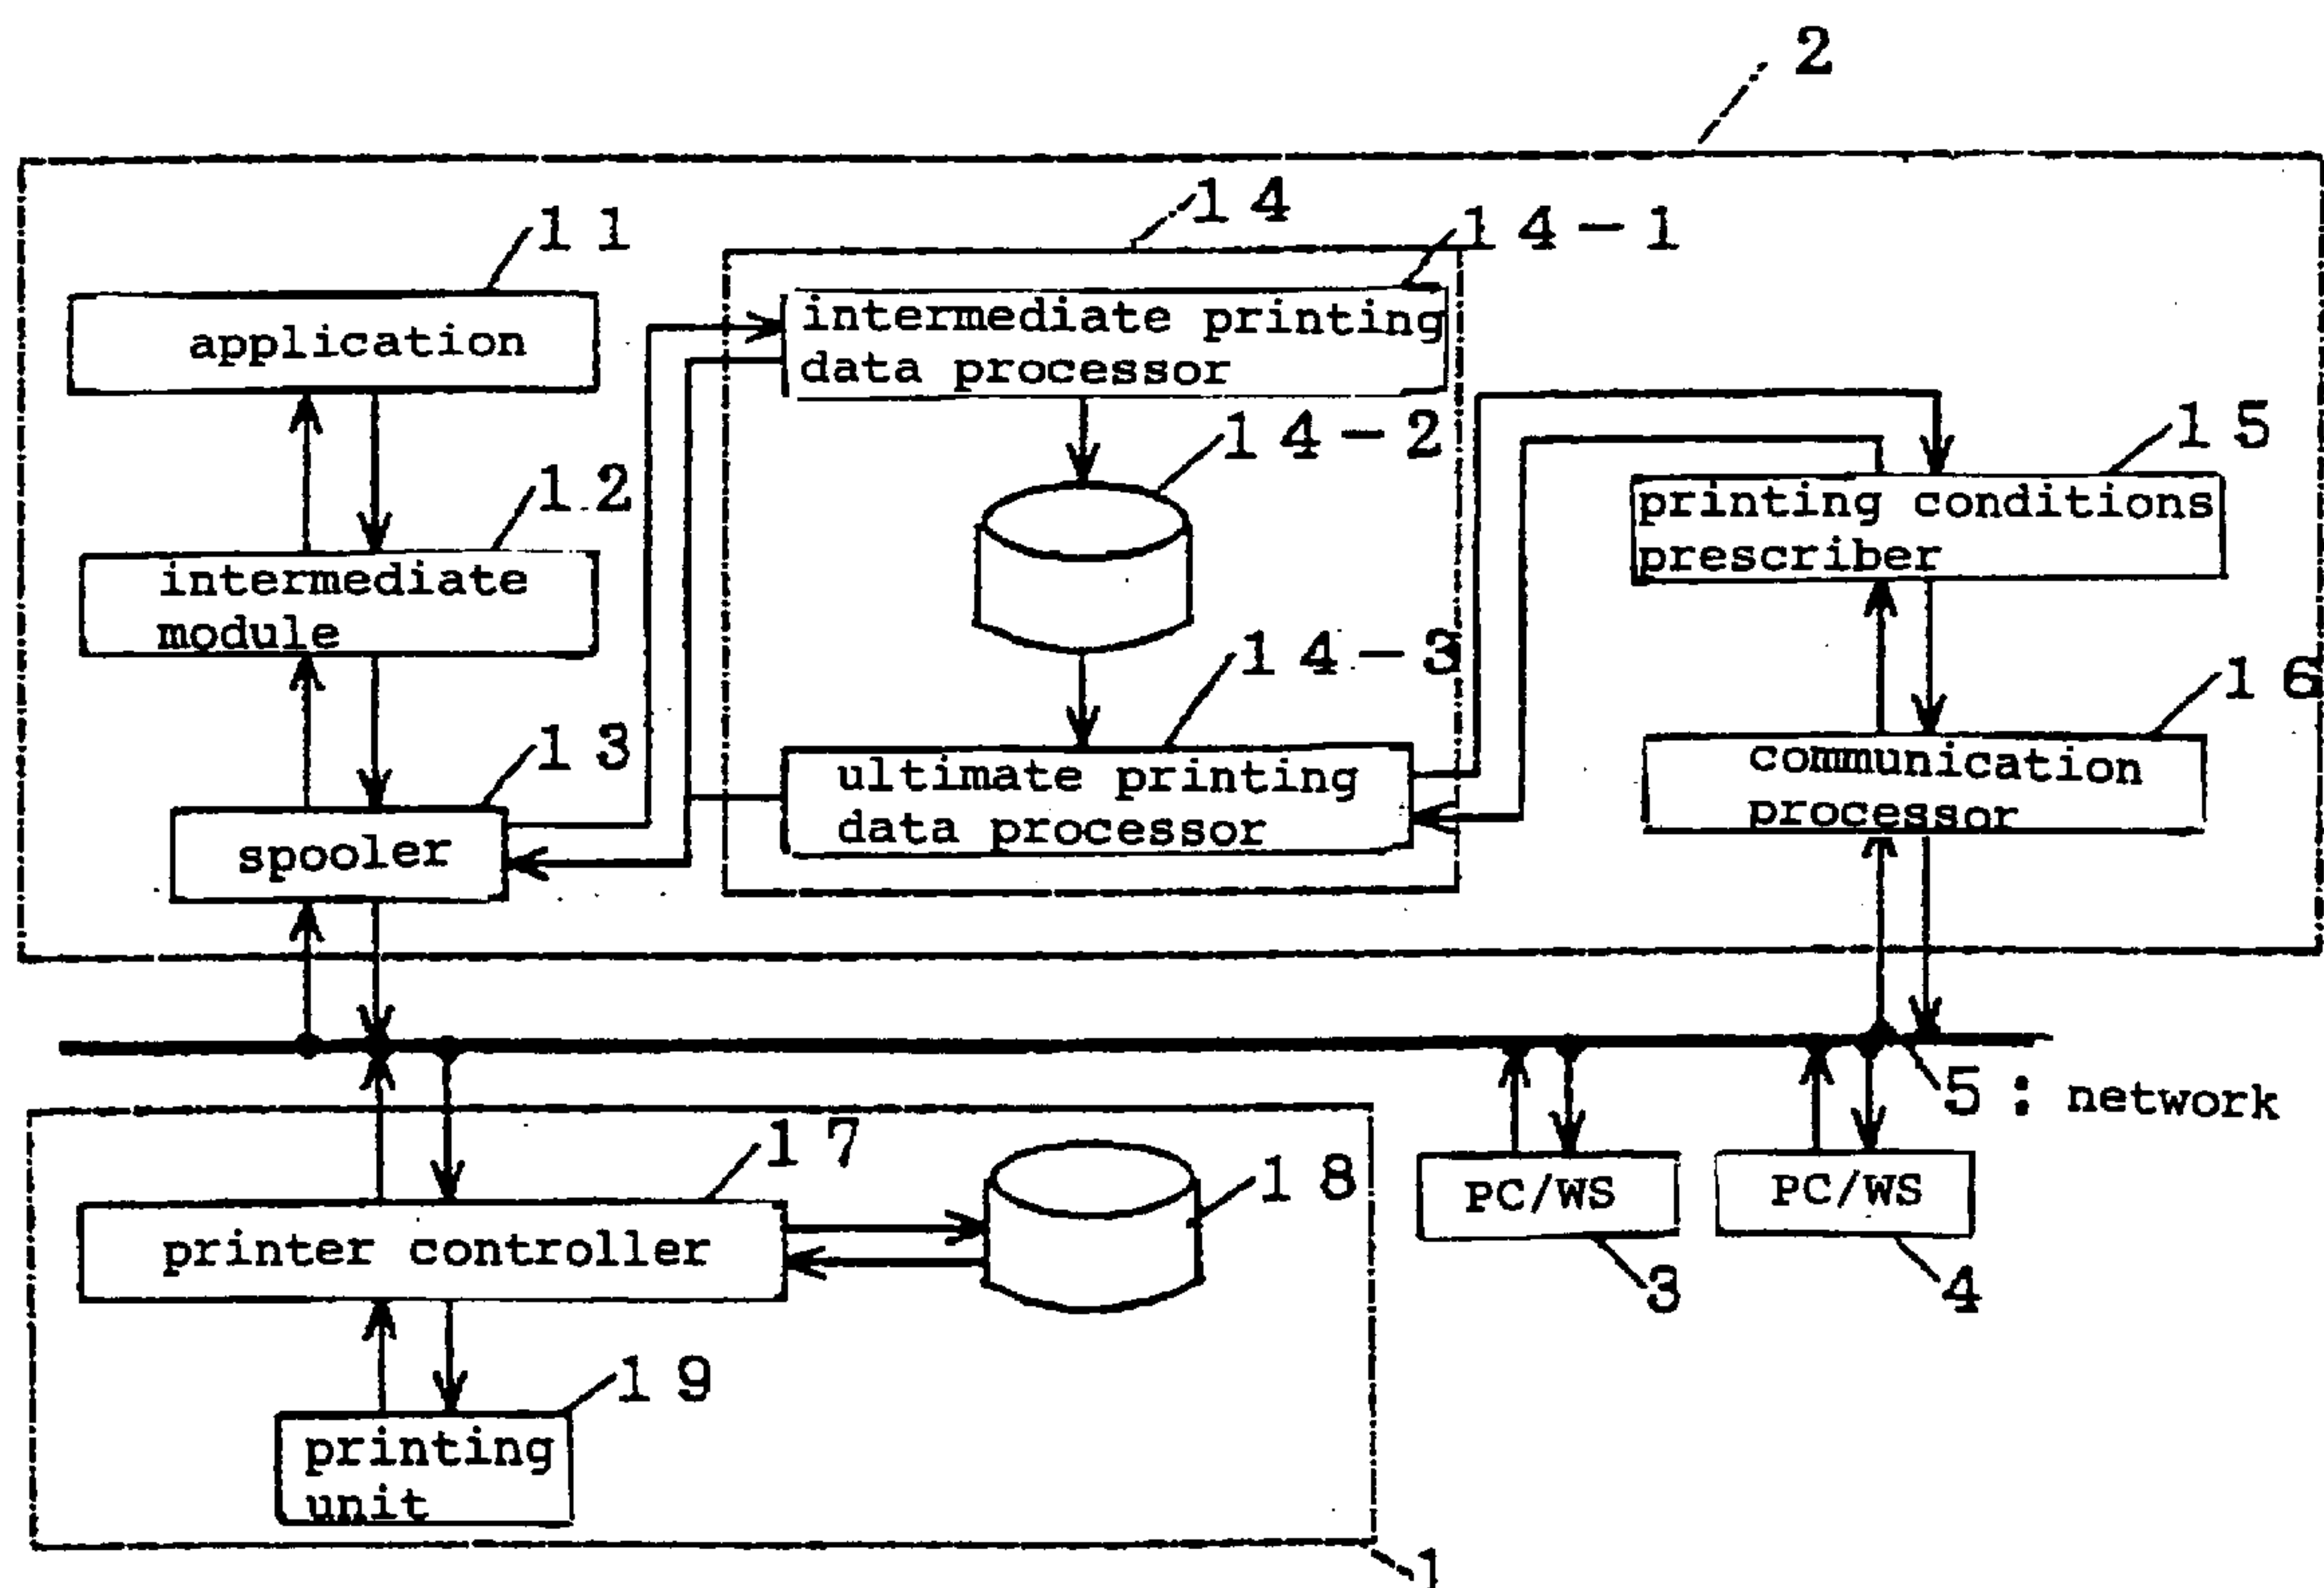 2
14
14-1
11
application
intermediate printing
data processor
14-2
15
12
printing conditions
prescriber
intermediate
module
14-3
16
13
communication
processor
ultimate printing
data processor
spooler
5 : network
17
18
PC/WS
PC/WS
printer controller
3
4
19
printing
unit
1